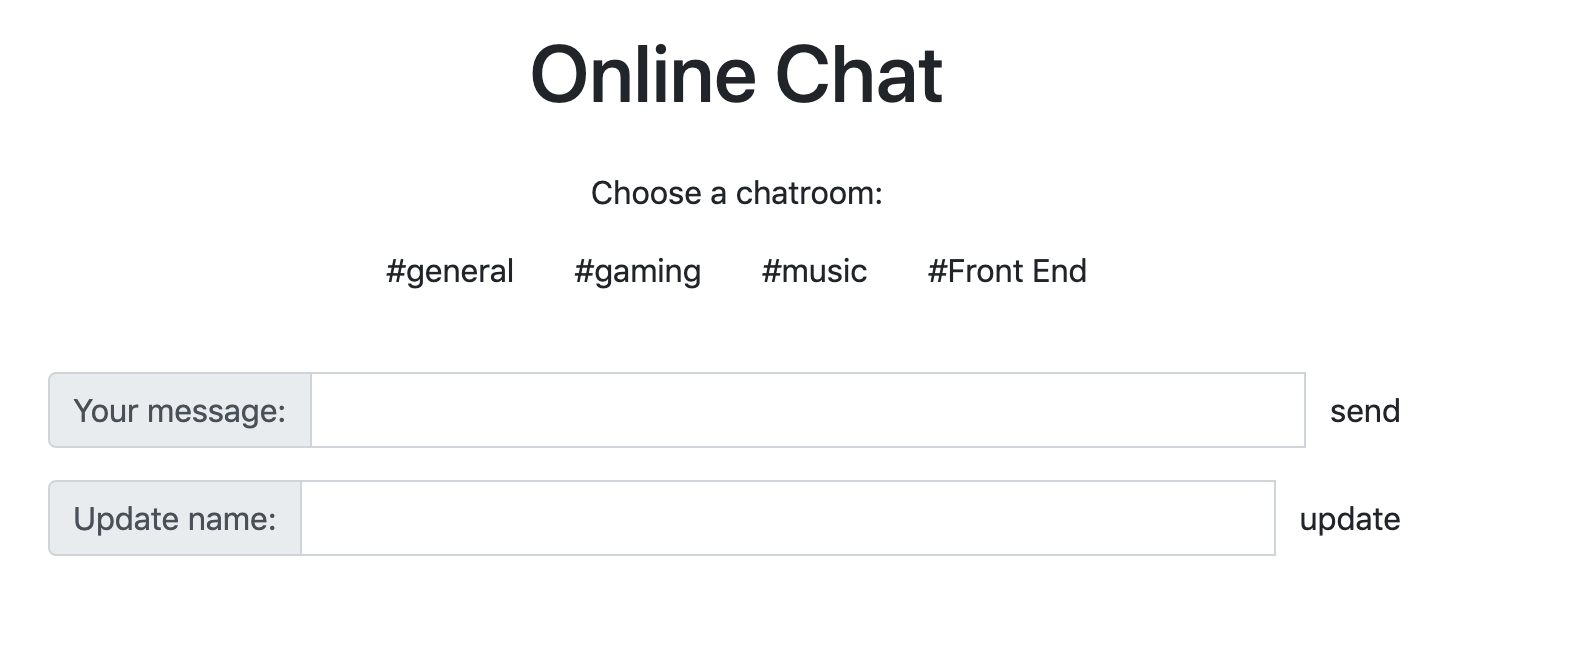 Online Chat
Choose a chatroom:
#general #gaming #music #Front End
Your message: send
Update name: update